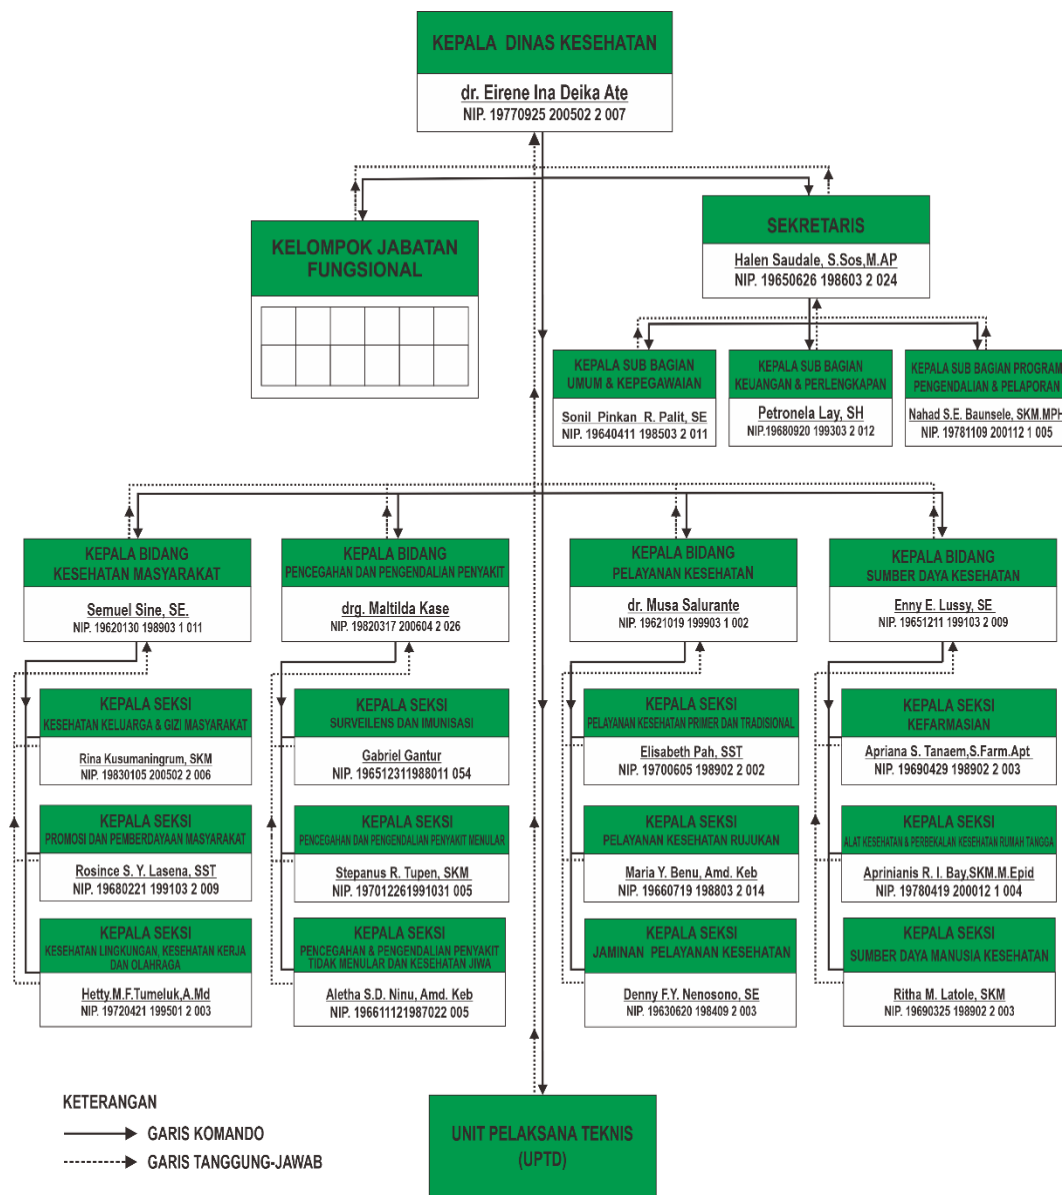 KEPALA DINAS KESEHATAN
dr. Eirene Ina Deika Ate
NIP. 19770925 200502 2 007
KELOMPOK JABATAN
FUNGSIONAL
SEKRETARIS
Halen Saudale, S.Sos,M.AP
NIP. 19650626 198603 2 024
KEPALA SUB BAGIAN
UMUM & KEPEGAWAIAN
Sonil Pinkan R. Palit, SE
NIP. 19640411 198503 2 011
KEPALA SUB BAGIAN
KEUANGAN & PERLENGKAPAN
Petronela Lay, SH
NIP.19680920 199303 2 012
KEPALA SUB BAGIAN PROGRAM
PENGENDALIAN & PELAPORAN
Nahad S.E. Baunsele, SKM.MPH
NIP. 19781109 200112 1 005
KEPALA BIDANG
KESEHATAN MASYARAKAT
Semuel Sine, SE.
NIP. 19620130 198903 1 011
KEPALA BIDANG
PENCEGAHAN DAN PENGENDALIAN PENYAKIT
drg. Maltilda Kase
NIP. 19820317 200604 2 026
KEPALA BIDANG
PELAYANAN KESEHATAN
dr. Musa Salurante
NIP. 19621019 199903 1 002
KEPALA BIDANG
SUMBER DAYA KESEHATAN
Enny E. Lussy, SE
NIP. 19651211 199103 2 009
KEPALA SEKSI
KESEHATAN KELUARGA & GIZI MASYARAKAT
Rina Kusumaningrum, SKM
NIP. 19830105 200502 2 006
KEPALA SEKSI
SURVEILENS DAN IMUNISASI
Gabriel Gantur
NIP. 196512311988011 054
KEPALA SEKSI
PELAYANAN KESEHATAN PRIMER DAN TRADISIONAL
Elisabeth Pah, SST
NIP. 19700605 198902 2 002
KEPALA SEKSI
KEFARMASIAN
Apriana S. Tanaem,S.Farm.Apt
NIP. 19690429 198902 2 003
KEPALA SEKSI
PROMOSI DAN PEMBERDAYAAN MASYARAKAT
Rosince S. Y. Lasena, SST
NIP. 19680221 199103 2 009
KEPALA SEKSI
PENCEGAHAN DAN PENGENDALIAN PENYAKIT MENULAR
Stepanus R. Tupen, SKM
NIP. 197012261991031 005
KEPALA SEKSI
PELAYANAN KESEHATAN RUJUKAN
Maria Y. Benu, Amd. Keb
NIP. 19660719 198803 2 014
KEPALA SEKSI
ALAT KESEHATAN & PERBEKALAN KESEHATAN RUMAH TANGGA
Aprinianis R. I. Bay,SKM.M.Epid
NIP. 19780419 200012 1 004
KEPALA SEKSI
KESEHATAN LINGKUNGAN, KESEHATAN KERJA
DAN OLAHRAGA
Hetty.M.F.Tumeluk,A.Md
NIP. 19720421 199501 2 003
KEPALA SEKSI
PENCEGAHAN & PENGENDALIAN PENYAKIT
TIDAK MENULAR DAN KESEHATAN JIWA
Aletha S.D. Ninu, Amd. Keb
NIP. 196611121987022 005
KEPALA SEKSI
JAMINAN PELAYANAN KESEHATAN
Denny F.Y. Nenosono, SE
NIP. 19630620 198409 2 003
KEPALA SEKSI
SUMBER DAYA MANUSIA KESEHATAN
Ritha M. Latole, SKM
NIP. 19690325 198902 2 003
KETERANGAN
GARIS KOMANDO
GARIS TANGGUNG-JAWAB
UNIT PELAKSANA TEKNIS
(UPTD)